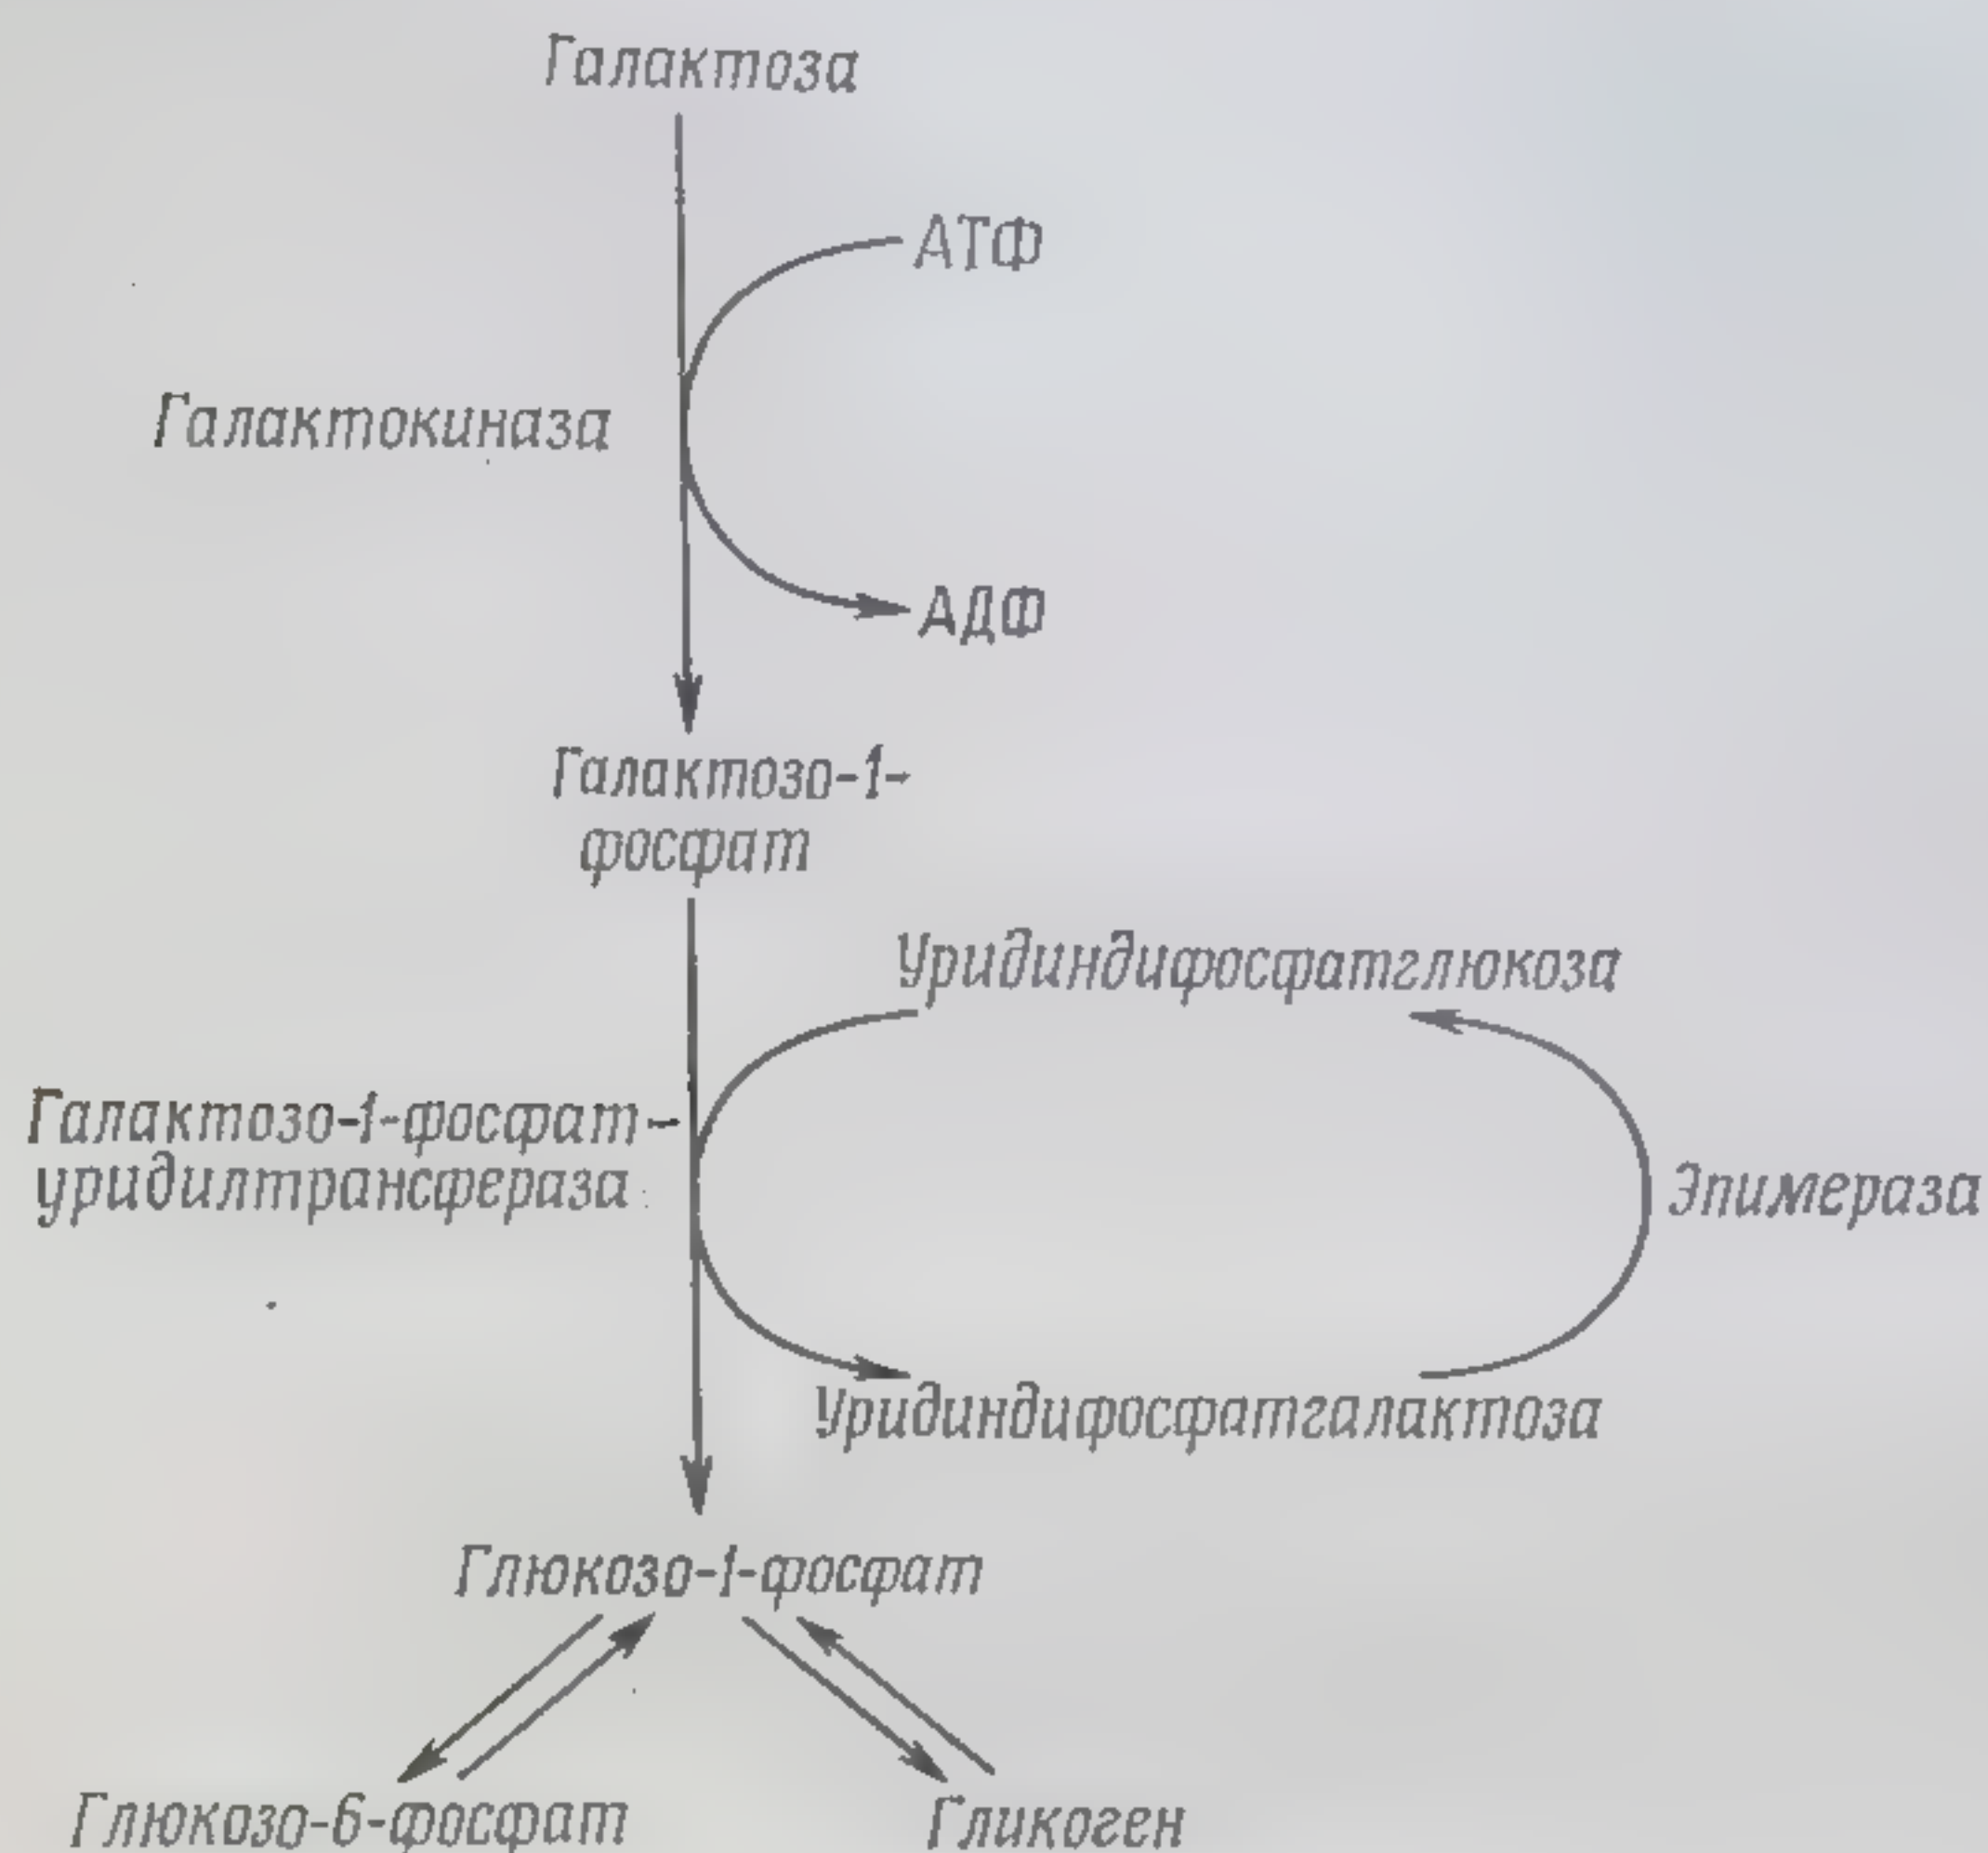 Галактоза
АТФ
Галактокиназа
АДФ
Галактозо-1-
фосфат
Уридиндифосфатглюкоза
Галактозо-1-фосфат-
уридилтрансфераза
Эпимераза
Уридиндифосфатгалактоза
Глюкозо-1-фосфат
Глюкозо-6-фосфат
Гликоген